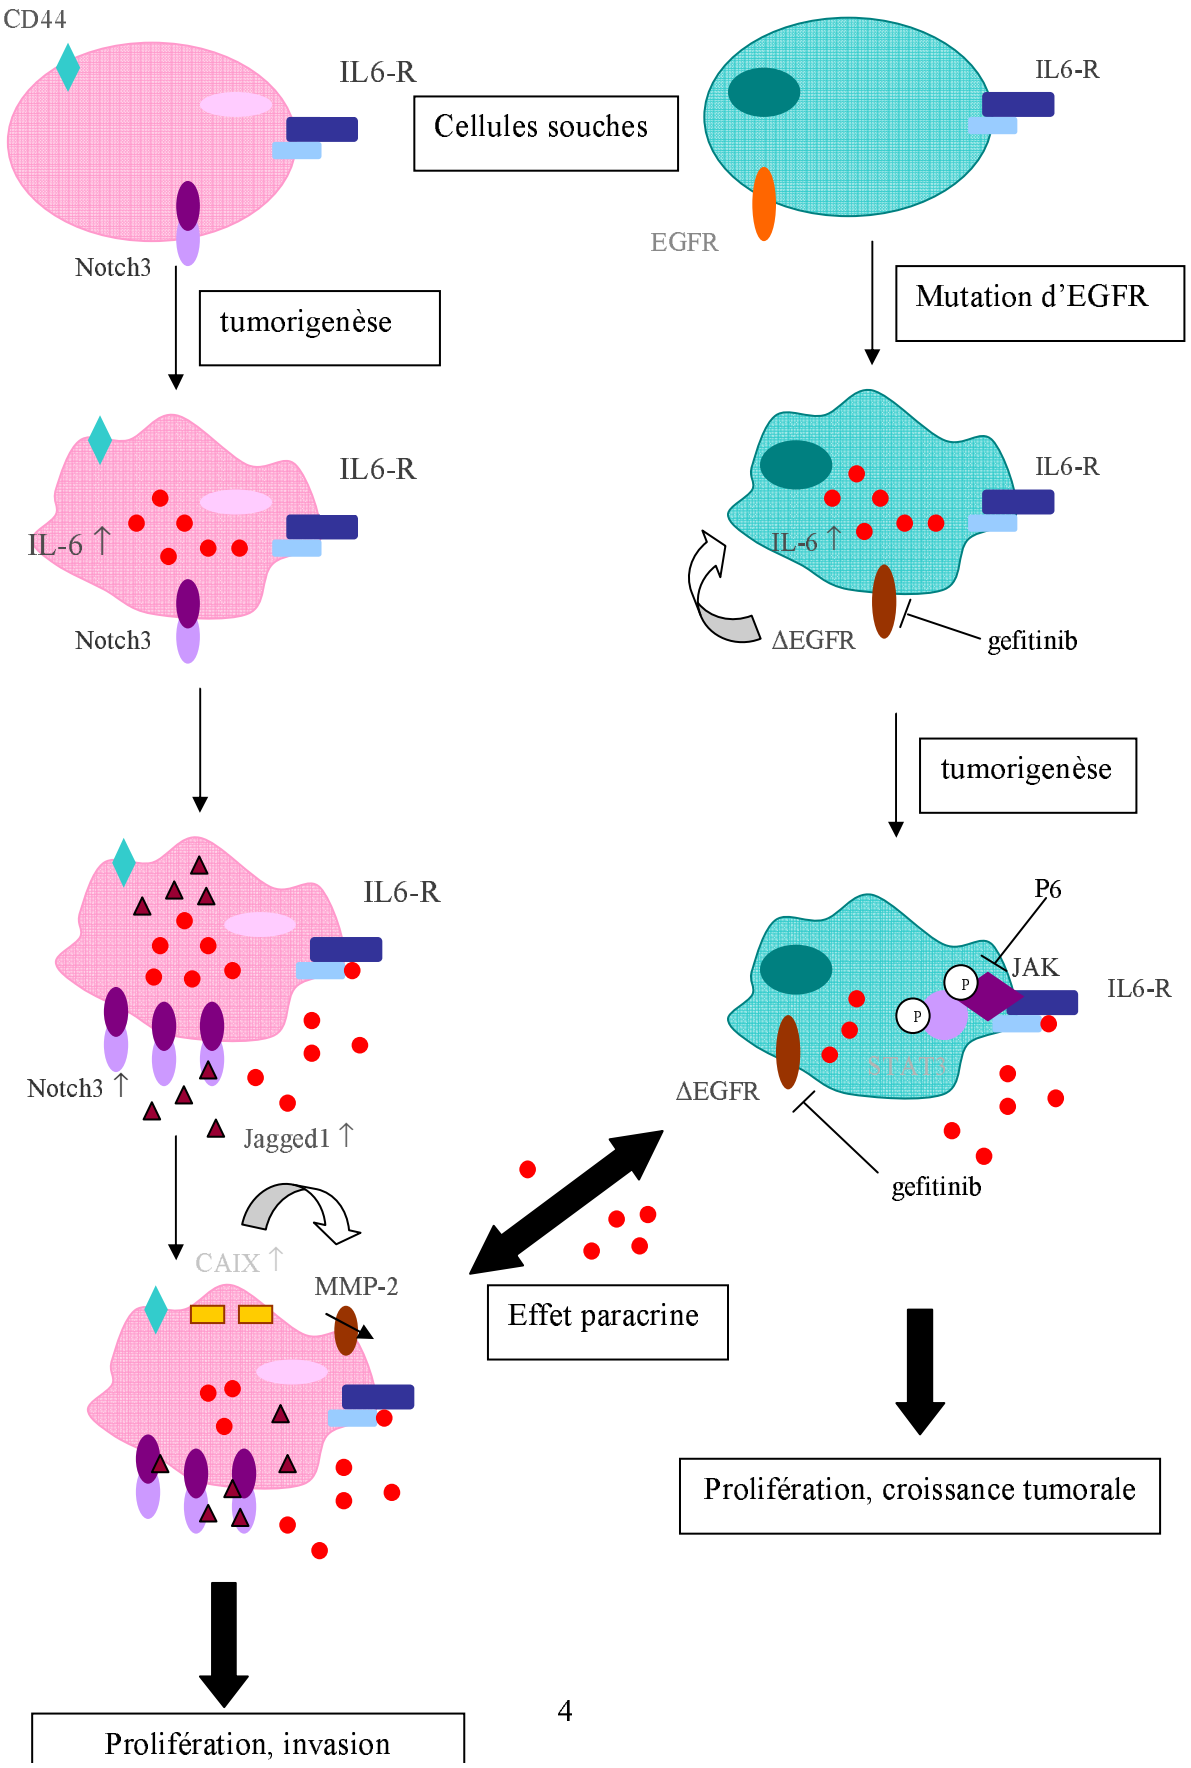 CD44
IL6-R
IL6-R
Cellules souches
EGFR
Notch3
Mutation d'EGFR
tumorigenèse
IL6-R
IL6-R
IL-6 ↑
IL-6 ↑
Notch3
ΔEGFR
gefitinib
tumorigenèse
IL6-R
P6
JAK
IL6-R
P
P
STAT3
Notch3 ↑
ΔEGFR
Jagged1 ↑
gefitinib
CAIX ↑
MMP-2
Effet paracrine
Prolifération, croissance tumorale
4
Prolifération, invasion